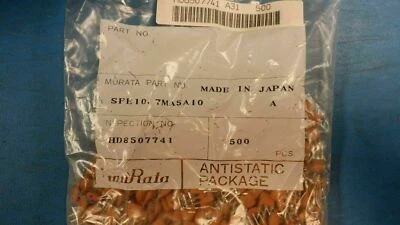 HD8507741 A31 500
PART NO.
MURATA PART NO. MADE IN JAPAN
SFE10.7MA5A10 A
INSPECTION NO.
HD8507741 500
PCS.
muRata ANTISTATIC
PACKAGE